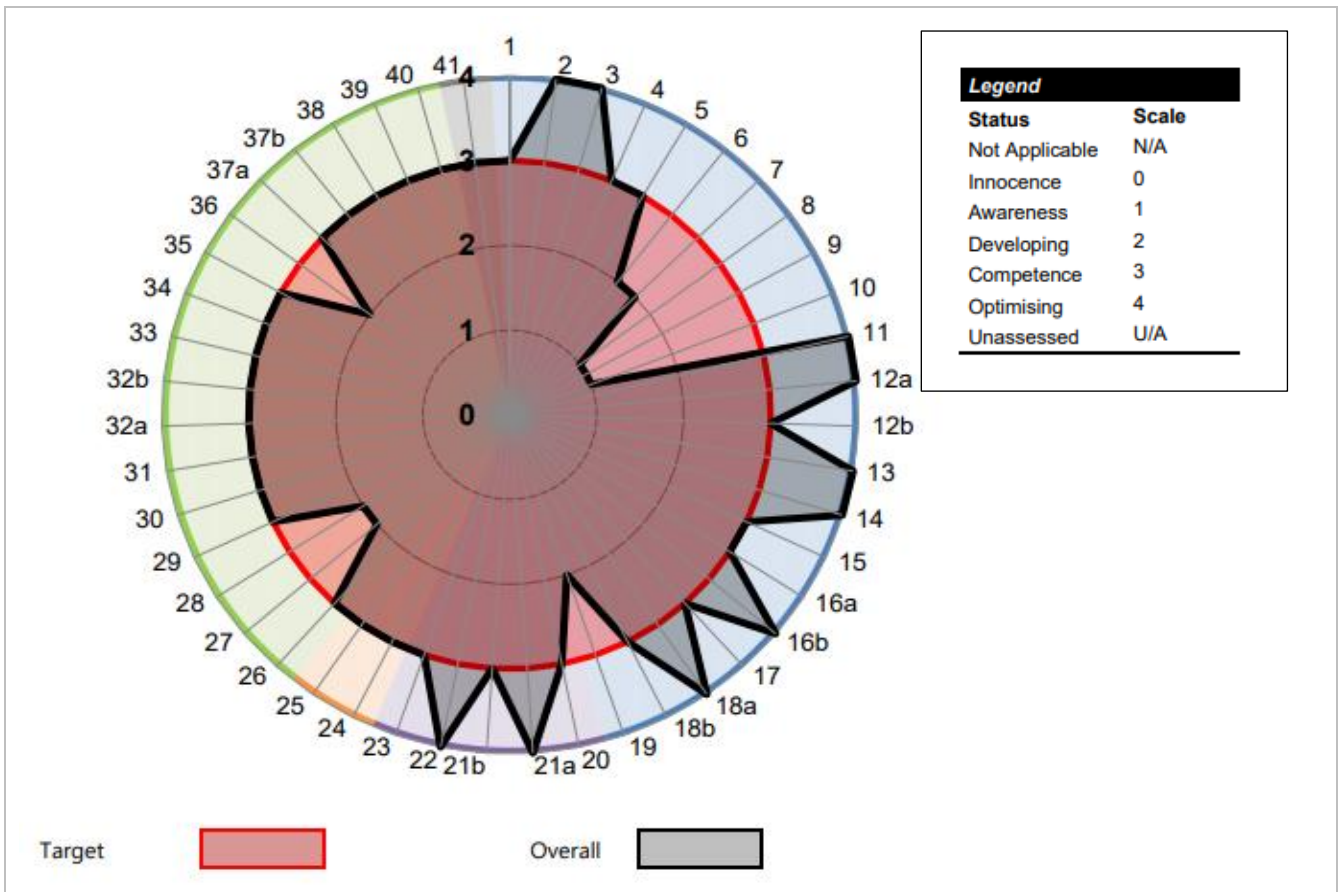 1
2
3
4
5
6
7
8
9
10
11
12a
12b
13
14
15
16a
16b
17
18a
18b
19
20
21a
21b
22
23
24
25
26
27
28
29
30
31
32a
32b
33
34
35
36
37a
37b
38
39
40
41
4
3
2
1
0
Legend
Status Scale
Not Applicable N/A
Innocence 0
Awareness 1
Developing 2
Competence 3
Optimising 4
Unassessed U/A
Target Overall